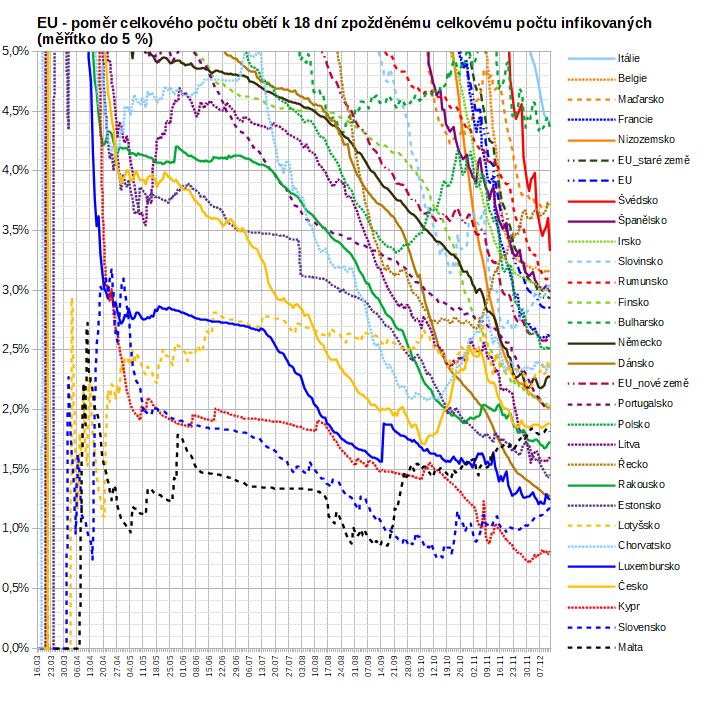 EU - poměr celkového počtu obětí k 18 dní zpožděnému celkovému počtu infikovaných
(měřítko do 5 %)
5,0%
4,5%
4,0%
3,5%
3,0%
2,5%
2,0%
1,5%
1,0%
0,5%
0,0%
16.03
23.03
30.03
06.04
13.04
20.04
27.04
04.05
11.05
18.05
25.05
01.06
08.06
15.06
22.06
29.06
06.07
13.07
20.07
27.07
03.08
10.08
17.08
24.08
31.08
07.09
14.09
21.09
28.09
05.10
12.10
19.10
26.10
02.11
09.11
16.11
23.11
30.11
07.12
Itálie
Belgie
Maďarsko
Francie
Nizozemsko
EU_staré země
EU
Švédsko
Španělsko
Irsko
Slovinsko
Rumunsko
Finsko
Bulharsko
Německo
Dánsko
EU_nové země
Portugalsko
Polsko
Litva
Řecko
Rakousko
Estonsko
Lotyšsko
Chorvatsko
Luxembursko
Česko
Kypr
Slovensko
Malta